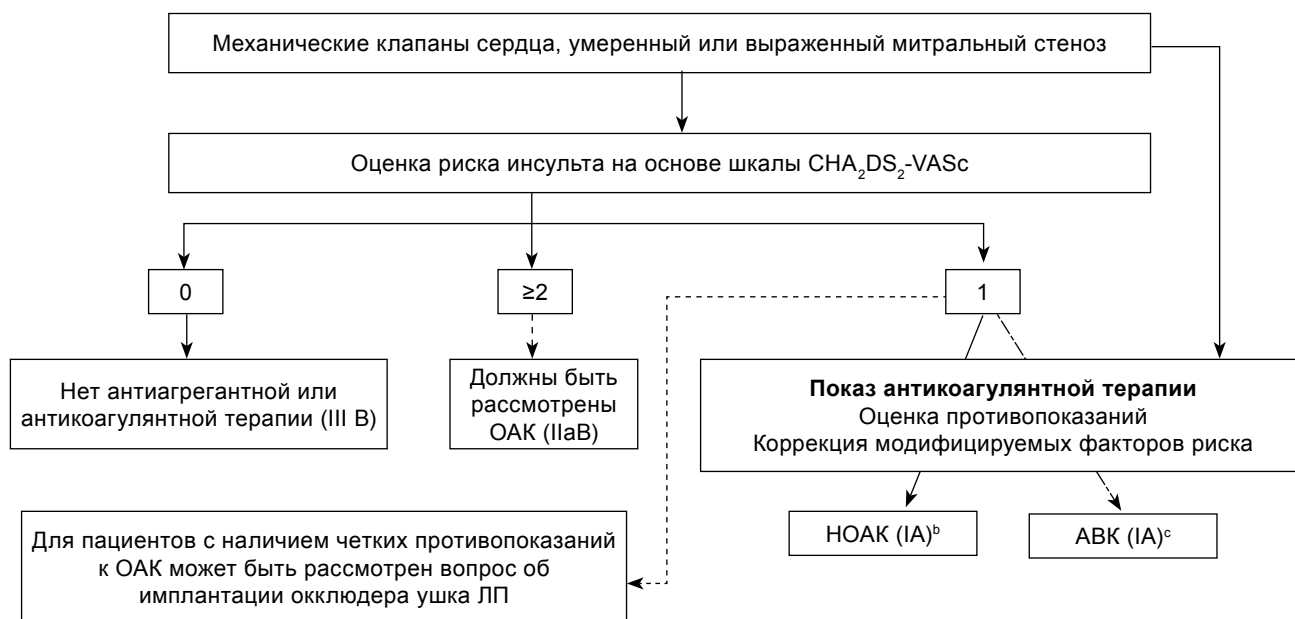 Механические клапаны сердца, умеренный или выраженный митральный стеноз
Оценка риска инсульта на основе шкалы CHA₂DS₂-VASc
0
≥2
1
Нет антиагрегантной или
антикоагулянтной терапии (III B)
Должны быть
рассмотрены
ОАК (IIaB)
Показ антикоагулянтной терапии
Оценка противопоказаний
Коррекция модифицируемых факторов риска
НОАК (IA)ᵇ
АВК (IA)ᶜ
Для пациентов с наличием четких противопоказаний
к ОАК может быть рассмотрен вопрос об
имплантации окклюдера ушка ЛП